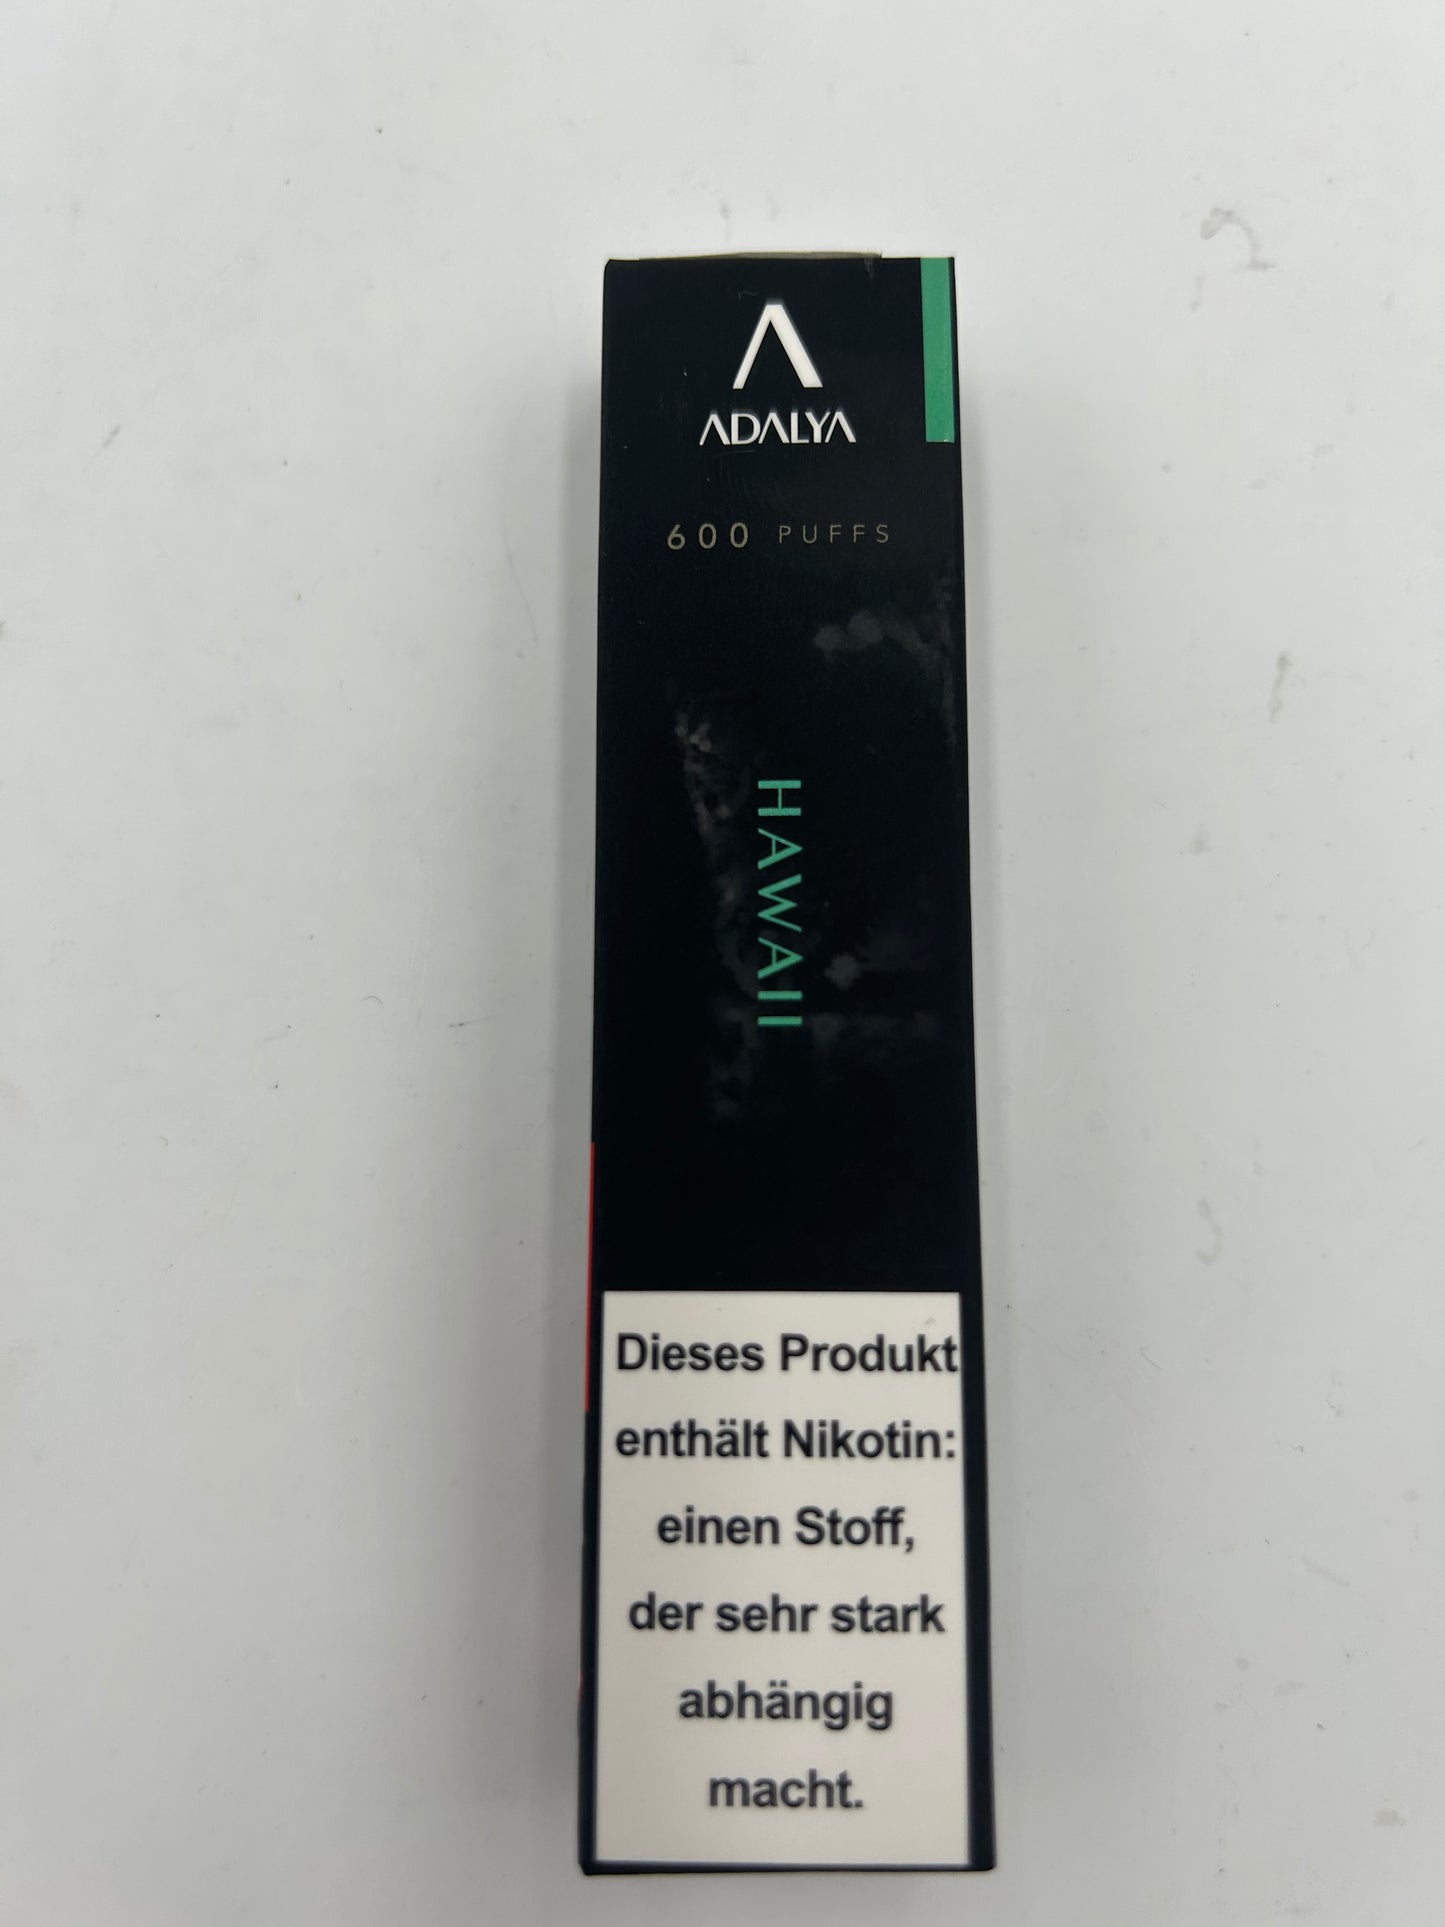 ADALYA
600 PUFFS
HAWAII
Dieses Produkt
enthält Nikotin:
einen Stoff,
der sehr stark
abhängig
macht.